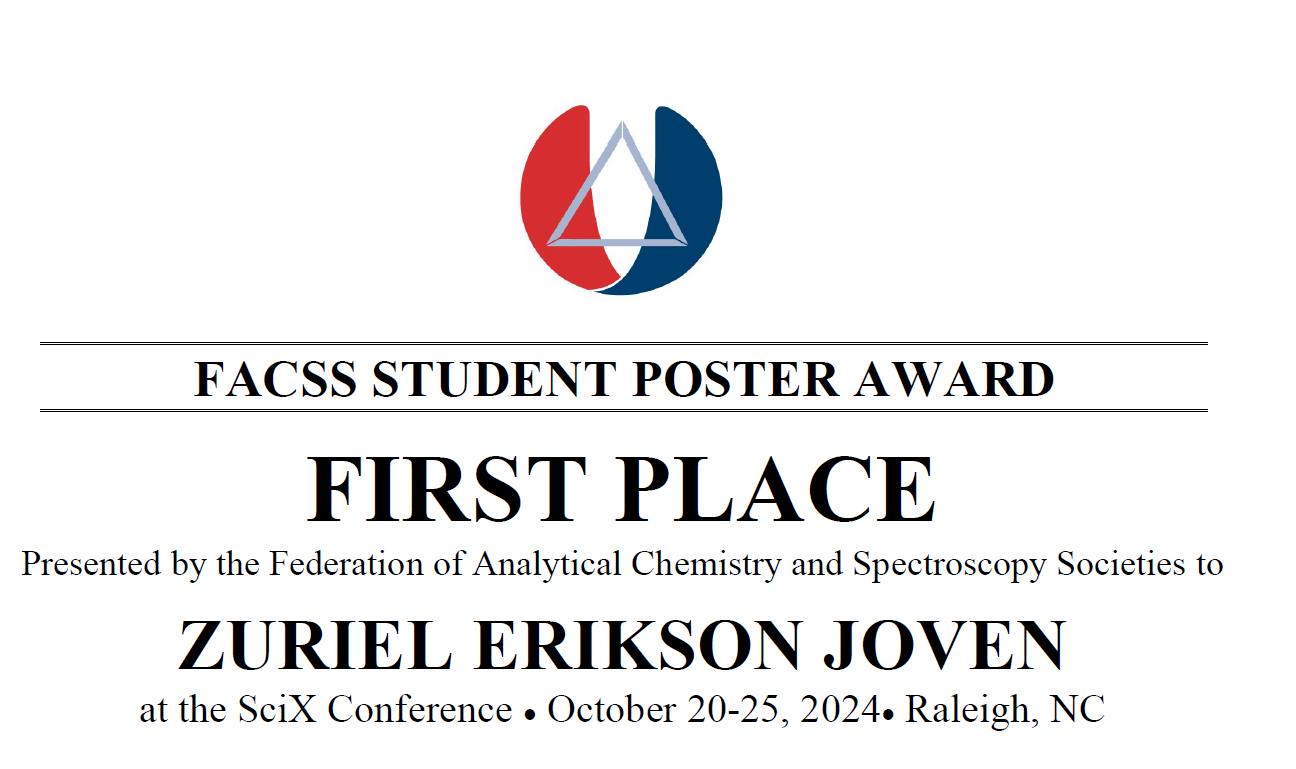 FACSS STUDENT POSTER AWARD
FIRST PLACE
Presented by the Federation of Analytical Chemistry and Spectroscopy Societies to
ZURIEL ERIKSON JOVEN
at the SciX Conference • October 20-25, 2024• Raleigh, NC